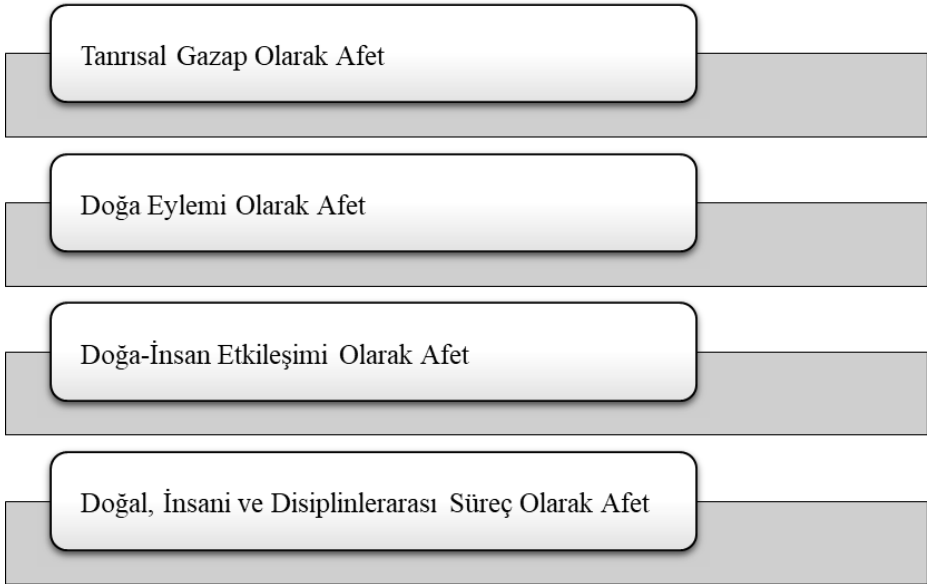 Tanrısal Gazap Olarak Afet
Doğa Eylemi Olarak Afet
Doğa-İnsan Etkileşimi Olarak Afet
Doğal, İnsani ve Disiplinlerarası Süreç Olarak Afet